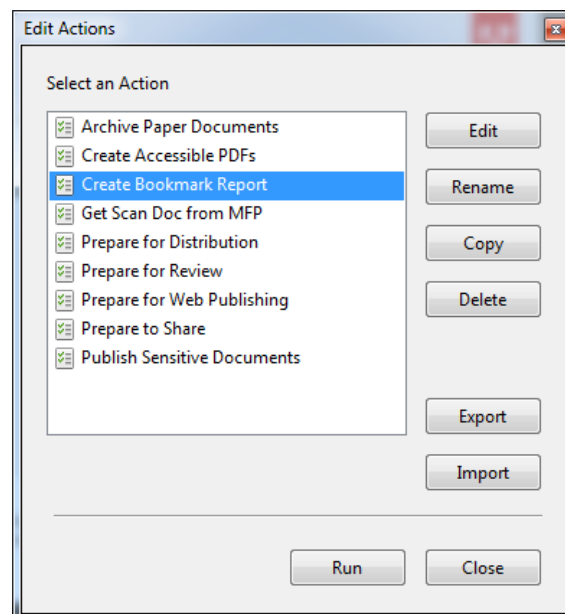 Edit Actions
Select an Action
Archive Paper Documents
Create Accessible PDFs
Create Bookmark Report
Get Scan Doc from MFP
Prepare for Distribution
Prepare for Review
Prepare for Web Publishing
Prepare to Share
Publish Sensitive Documents
Edit
Rename
Copy
Delete
Export
Import
Run
Close